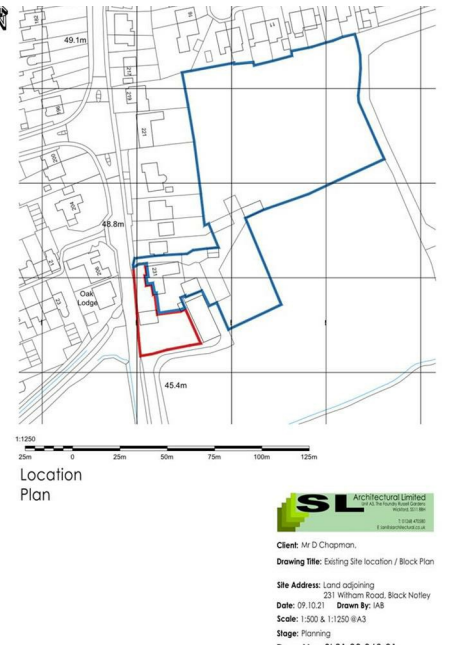 49.1m
221
48.8m
231
Oak
Lodge
45.4m
1:1250
25m 0 25m 50m 75m 100m 125m
Location
Plan
SL Architectural Limited
Client: Mr D Chapman,
Drawing Title: Existing Site location / Block Plan
Site Address: Land adjoining
231 Witham Road, Black Notley
Date: 09.10.21 Drawn By: IAB
Scale: 1:500 & 1:1250 @A3
Stage: Planning